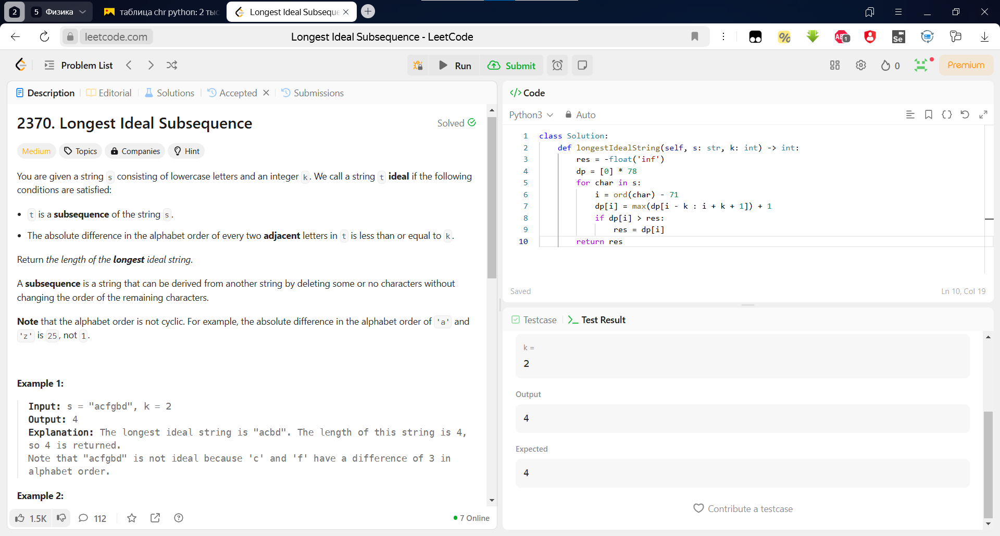 2
5
Физика
таблица chr python: 2 тыс
Longest Ideal Subseque
leetcode.com
Longest Ideal Subsequence - LeetCode
%
ABP
1
Se
Problem List
Run
Submit
0
Premium
Description
Editorial
Solutions
Accepted
Submissions
2370. Longest Ideal Subsequence
Solved
Medium
Topics
Companies
Hint
You are given a string s consisting of lowercase letters and an integer k. We call a string t ideal if the following
conditions are satisfied:
• t is a subsequence of the string s.
• The absolute difference in the alphabet order of every two adjacent letters in t is less than or equal to k.
Return the length of the longest ideal string.
A subsequence is a string that can be derived from another string by deleting some or no characters without
changing the order of the remaining characters.
Note that the alphabet order is not cyclic. For example, the absolute difference in the alphabet order of 'a' and
'z' is 25, not 1.
Example 1:
Input: s = "acfgbd", k = 2
Output: 4
Explanation: The longest ideal string is "acbd". The length of this string is 4,
so 4 is returned.
Note that "acfgbd" is not ideal because 'c' and 'f' have a difference of 3 in
alphabet order.
Example 2:
1.5K
112
7 Online
</> Code
Python3
Auto
1 class Solution:
2 def longestIdealString(self, s: str, k: int) -> int:
3 res = -float('inf')
4 dp = [0] * 78
5 for char in s:
6 i = ord(char) - 71
7 dp[i] = max(dp[i - k : i + k + 1]) + 1
8 if dp[i] > res:
9 res = dp[i]
10 return res
Saved
Ln 10, Col 19
Testcase
Test Result
k =
2
Output
4
Expected
4
Contribute a testcase